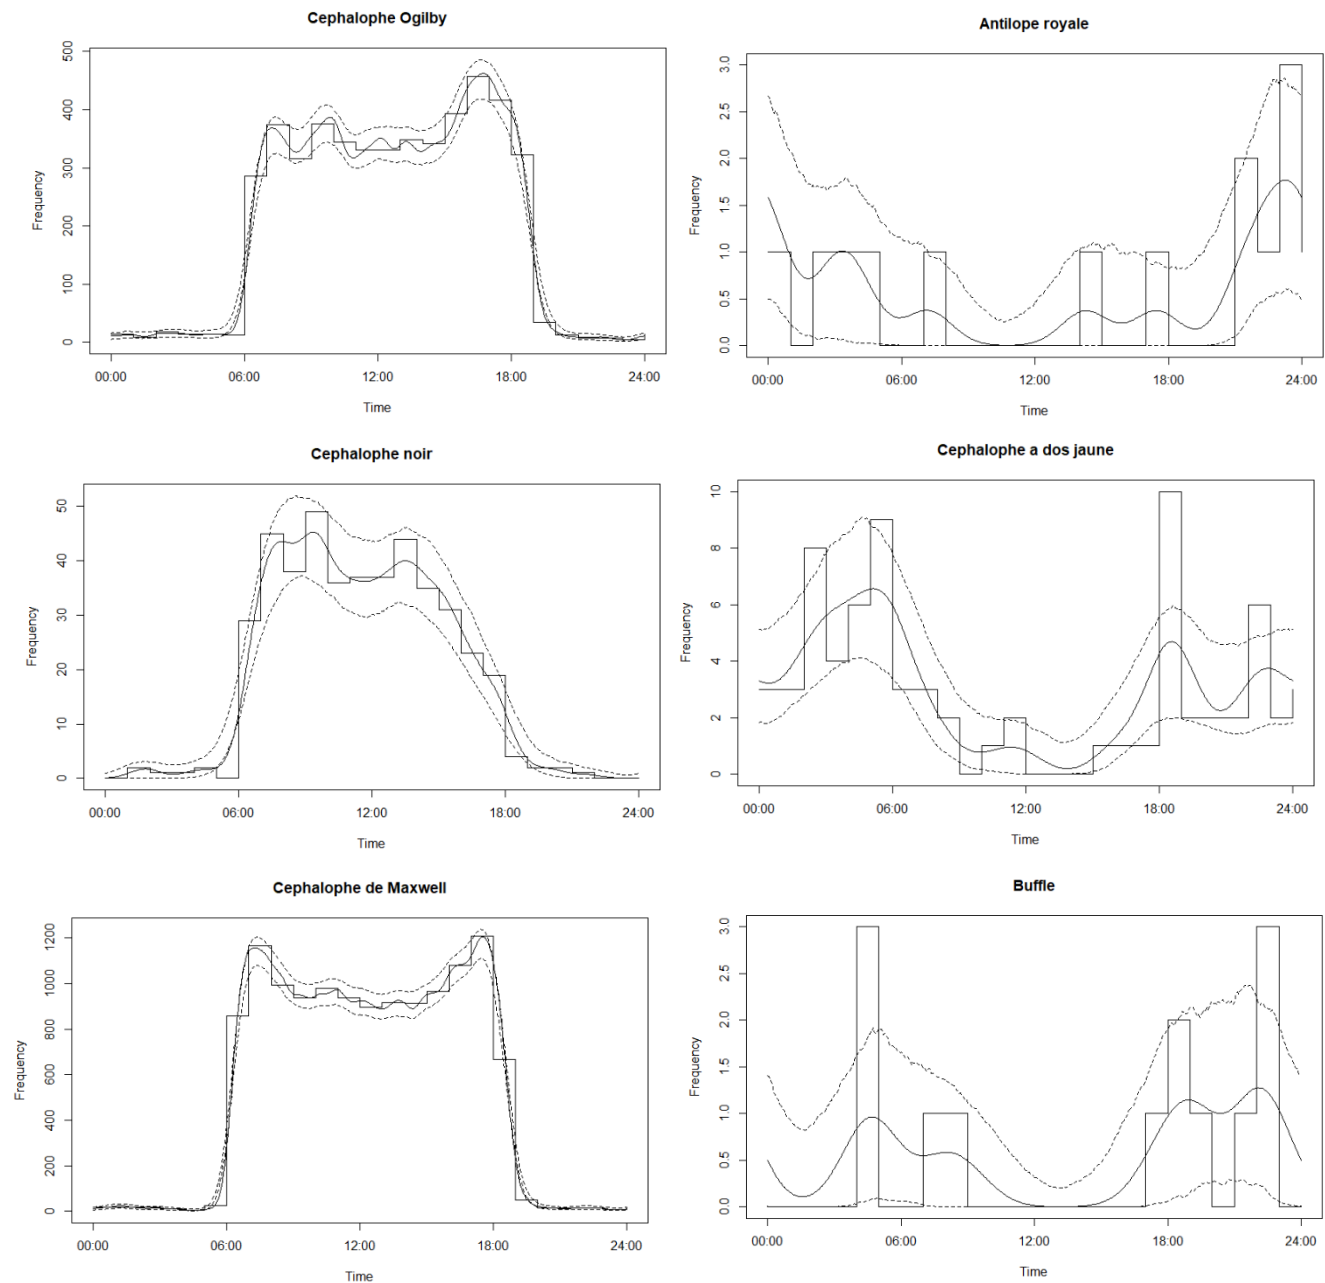 Cephalophe Ogilby
Frequency
0 100 200 300 400 500
00:00 06:00 12:00 18:00 24:00
Time
Antilope royale
Frequency
0.0 0.5 1.0 1.5 2.0 2.5 3.0
00:00 06:00 12:00 18:00 24:00
Time
Cephalophe noir
Frequency
0 10 20 30 40 50
00:00 06:00 12:00 18:00 24:00
Time
Cephalophe a dos jaune
Frequency
0 2 4 6 8 10
00:00 06:00 12:00 18:00 24:00
Time
Cephalophe de Maxwell
Frequency
0 200 400 600 800 1000 1200
00:00 06:00 12:00 18:00 24:00
Time
Buffle
Frequency
0.0 0.5 1.0 1.5 2.0 2.5 3.0
00:00 06:00 12:00 18:00 24:00
Time